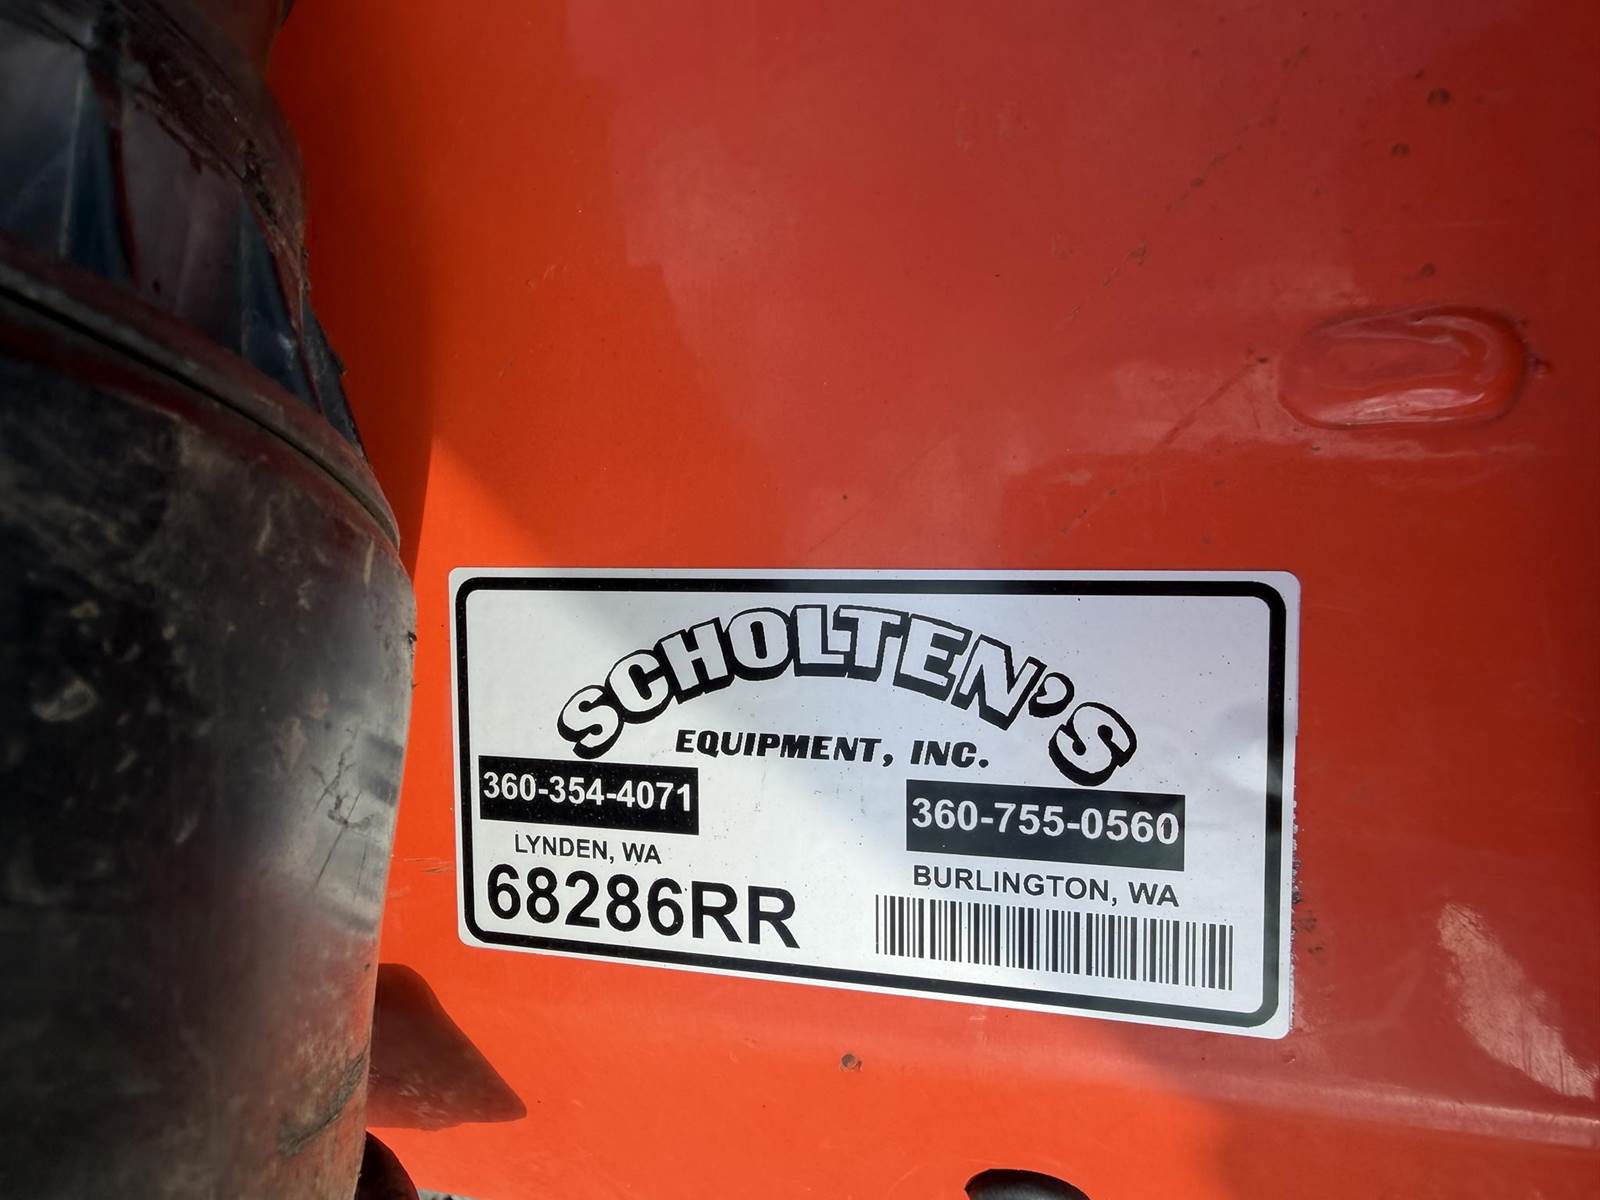 SCHOLTEN'S
EQUIPMENT, INC.
360-354-4071
LYNDEN, WA
360-755-0560
BURLINGTON, WA
68286RR